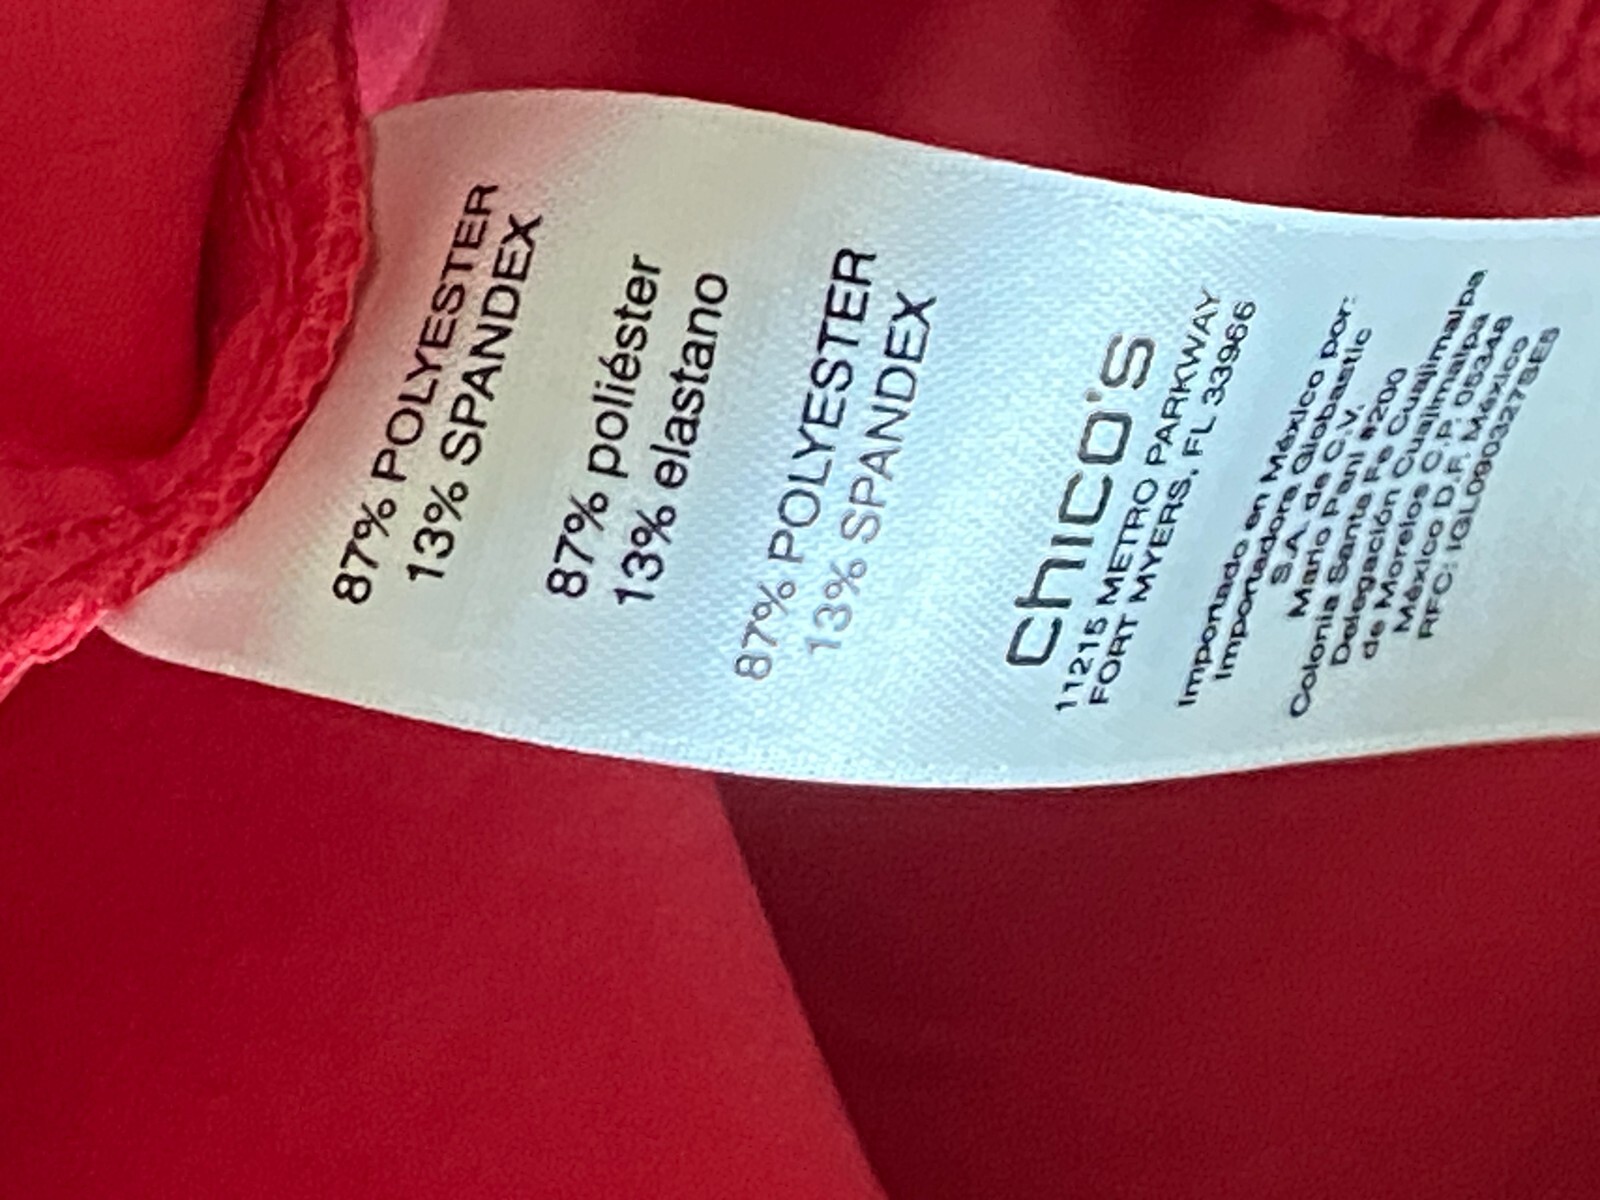 87% POLYESTER
13% SPANDEX
87% poliéster
13% elastano
87% POLYESTER
13% SPANDEX
chico's
11215 METRO PARKWAY
FORT MYERS, FL 33966
Importado en México por:
Importadora Globastic
S.A. de C.V.
Mario Pani #200
Colonia Santa Fe Cuajimalpa
Delegación Cuajimalpa
de Morelos C.P. 05348
México D.F. México
RFC: IGL0903278E5